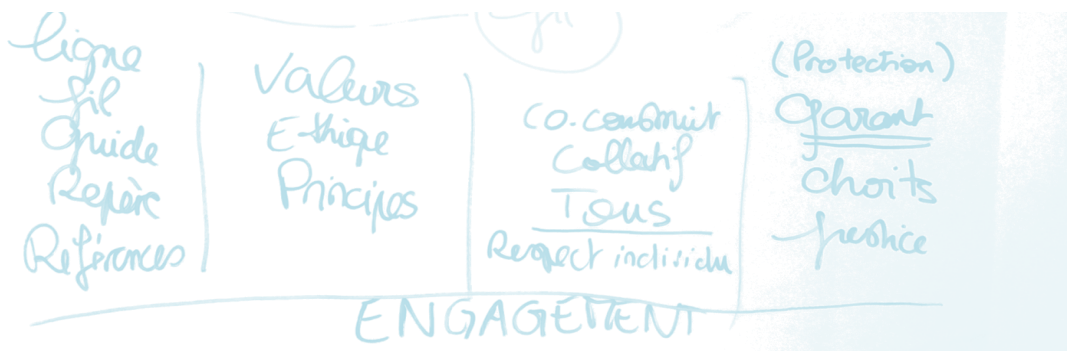 fil
ligne
fil
Guide
Repère
Références
Valeurs
Ethique
Principes
co-construit
Collectif
Tous
Respect individu
(Protection)
Garant
droits
justice
ENGAGEMENT